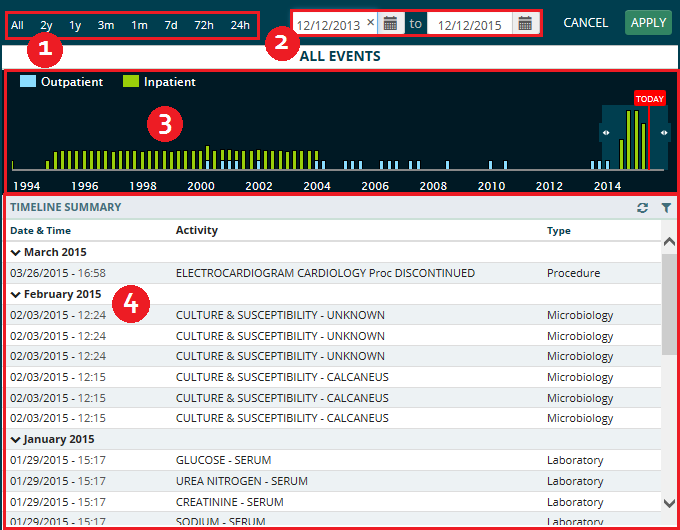 All 2y 1y 3m 1m 7d 72h 24h 12/12/2013 × to 12/12/2015 CANCEL APPLY
1 2
ALL EVENTS
Outpatient Inpatient
TODAY
3
1994 1996 1998 2000 2002 2004 2006 2008 2010 2012 2014
TIMELINE SUMMARY
Date & Time Activity Type
March 2015
03/26/2015 - 16:58 ELECTROCARDIOGRAM CARDIOLOGY Proc DISCONTINUED Procedure
February 2015
4
02/03/2015 - 12:24 CULTURE & SUSCEPTIBILITY - UNKNOWN Microbiology
02/03/2015 - 12:24 CULTURE & SUSCEPTIBILITY - UNKNOWN Microbiology
02/03/2015 - 12:24 CULTURE & SUSCEPTIBILITY - UNKNOWN Microbiology
02/03/2015 - 12:15 CULTURE & SUSCEPTIBILITY - CALCANEUS Microbiology
02/03/2015 - 12:15 CULTURE & SUSCEPTIBILITY - CALCANEUS Microbiology
02/03/2015 - 12:15 CULTURE & SUSCEPTIBILITY - CALCANEUS Microbiology
January 2015
01/29/2015 - 15:17 GLUCOSE - SERUM Laboratory
01/29/2015 - 15:17 UREA NITROGEN - SERUM Laboratory
01/29/2015 - 15:17 CREATININE - SERUM Laboratory
01/29/2015 - 15:17 SODIUM - SERUM Laboratory